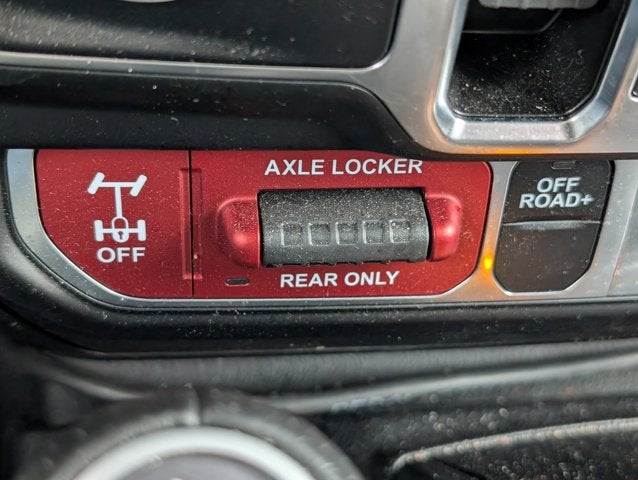 AXLE LOCKER
OFF
REAR ONLY
OFF
ROAD+